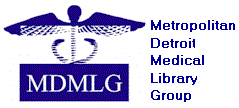 MDMLG
Metropolitan
Detroit
Medical
Library
Group